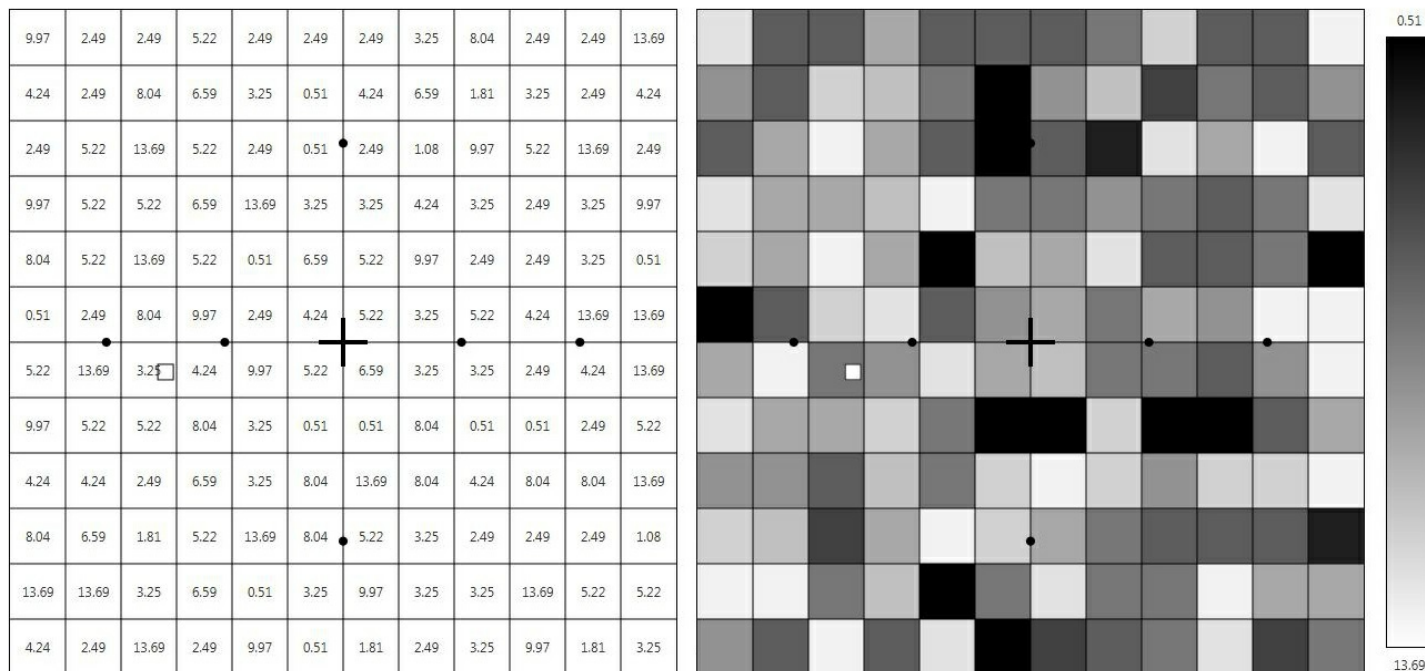 9.97 2.49 2.49 5.22 2.49 2.49 2.49 3.25 8.04 2.49 2.49 13.69 0.51
4.24 2.49 8.04 6.59 3.25 0.51 4.24 6.59 1.81 3.25 2.49 4.24
2.49 5.22 13.69 5.22 2.49 0.51 2.49 1.08 9.97 5.22 13.69 2.49
9.97 5.22 5.22 6.59 13.69 3.25 3.25 4.24 3.25 2.49 3.25 9.97
8.04 5.22 13.69 5.22 0.51 6.59 5.22 9.97 2.49 2.49 3.25 0.51
0.51 2.49 8.04 9.97 2.49 4.24 5.22 3.25 5.22 4.24 13.69 13.69
5.22 13.69 3.25 4.24 9.97 5.22 6.59 3.25 3.25 2.49 4.24 13.69
9.97 5.22 5.22 8.04 3.25 0.51 0.51 8.04 0.51 0.51 2.49 5.22
4.24 4.24 2.49 6.59 3.25 8.04 13.69 8.04 4.24 8.04 8.04 13.69
8.04 6.59 1.81 5.22 13.69 8.04 5.22 3.25 2.49 2.49 2.49 1.08
13.69 13.69 3.25 6.59 0.51 3.25 9.97 3.25 3.25 13.69 5.22 5.22
4.24 2.49 13.69 2.49 9.97 0.51 1.81 2.49 3.25 9.97 1.81 3.25
13.69